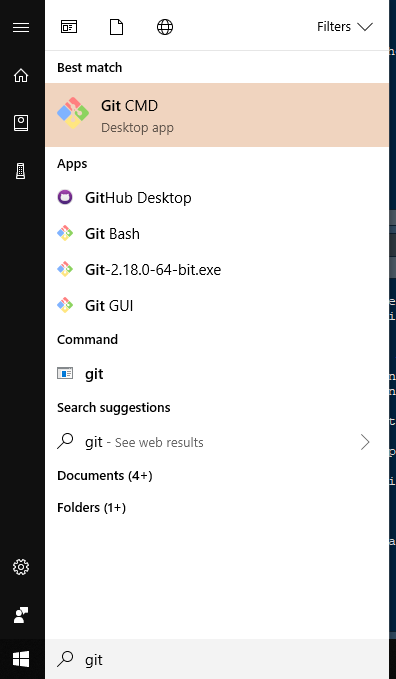 Filters
Best match
Git CMD
Desktop app
Apps
GitHub Desktop
Git Bash
Git-2.18.0-64-bit.exe
Git GUI
Command
git
Search suggestions
git - See web results
Documents (4+)
Folders (1+)
git